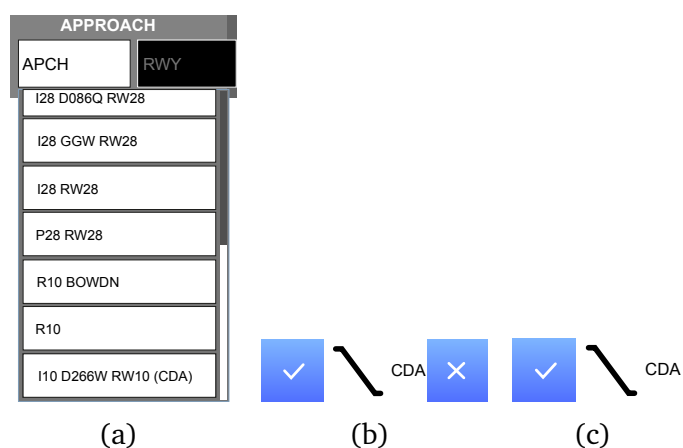 APPROACH
APCH RWY
I28 D086Q RW28
I28 GGW RW28
I28 RW28
P28 RW28
R10 BOWDN
R10
I10 D266W RW10 (CDA)
CDA
CDA
(a) (b) (c)